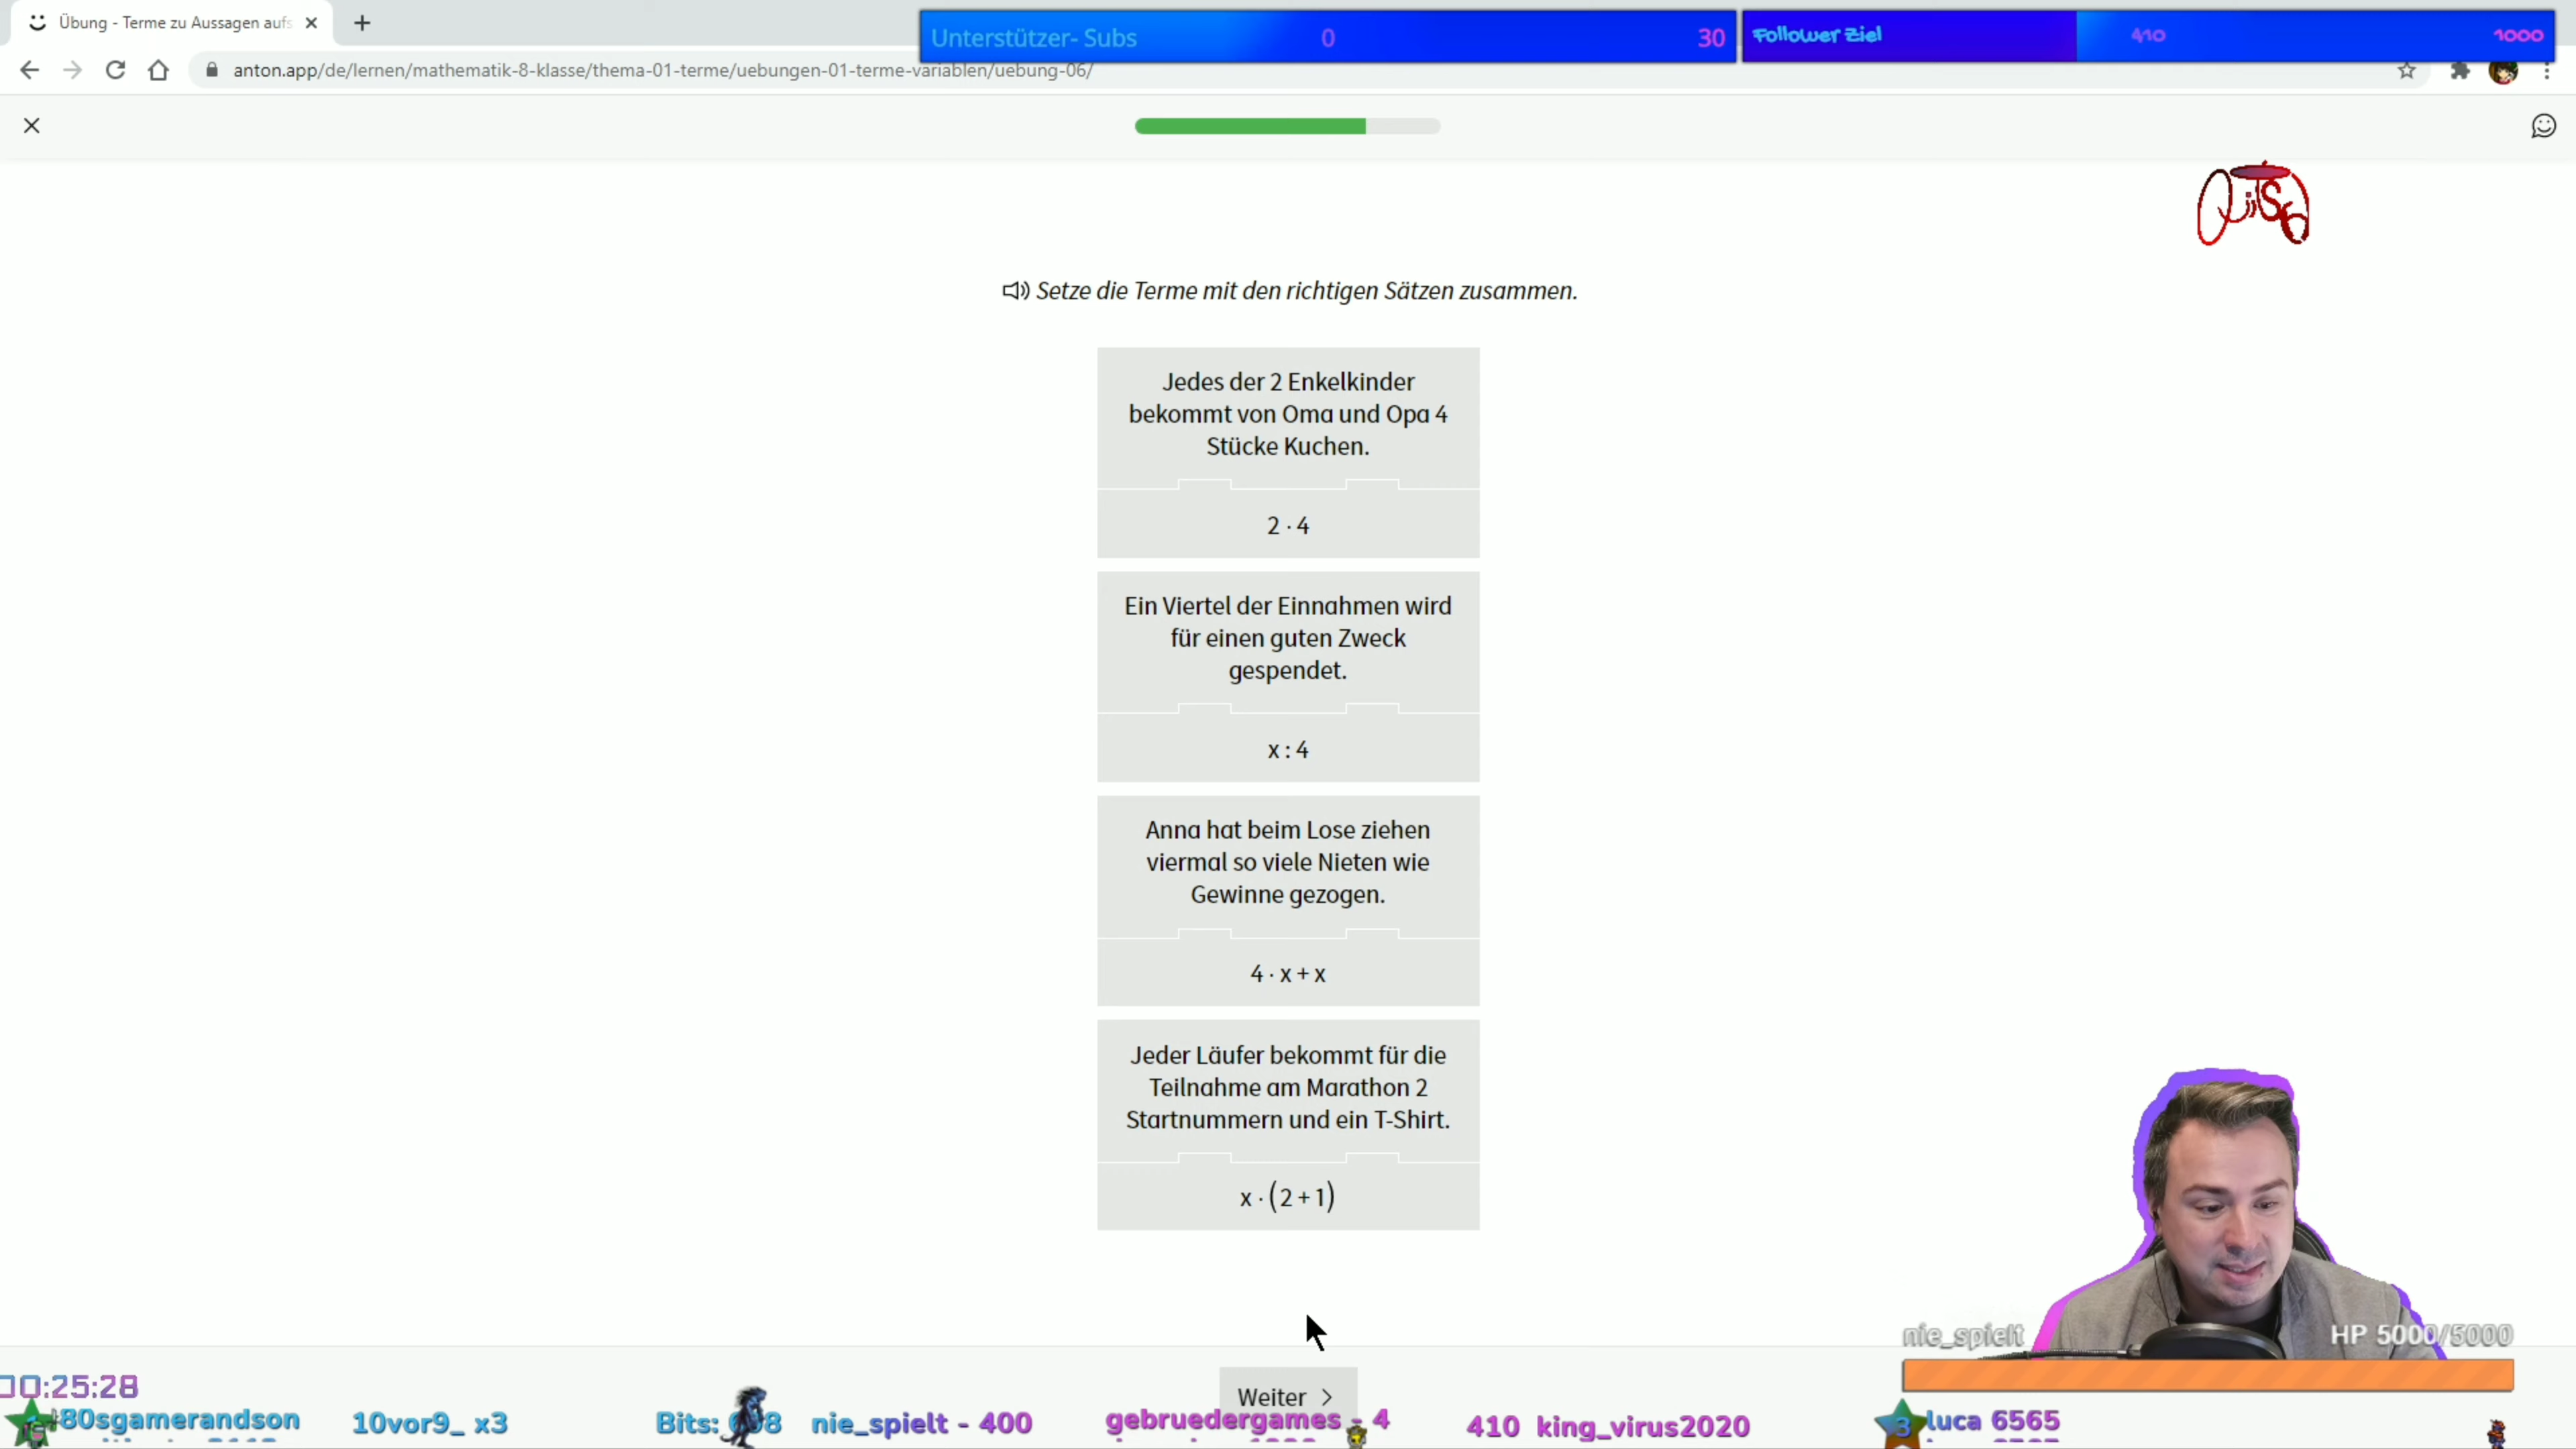 Übung - Terme zu Aussagen aufs
Unterstützer- Subs 0 30
Follower Ziel 410 1000
anton.app/de/lernen/mathematik-8-klasse/thema-01-terme/uebungen-01-terme-variablen/uebung-06/
Setze die Terme mit den richtigen Sätzen zusammen.
Jedes der 2 Enkelkinder
bekommt von Oma und Opa 4
Stücke Kuchen.
2 · 4
Ein Viertel der Einnahmen wird
für einen guten Zweck
gespendet.
x : 4
Anna hat beim Lose ziehen
viermal so viele Nieten wie
Gewinne gezogen.
4 · x + x
Jeder Läufer bekommt für die
Teilnahme am Marathon 2
Startnummern und ein T-Shirt.
x · (2 + 1)
nie_spielt HP 5000/5000
Weiter
00:25:28
80sgamerandson 10vor9_ x3 Bits: nie_spielt - 400 gebruedergames - 4 410 king_virus2020 3 luca 6565